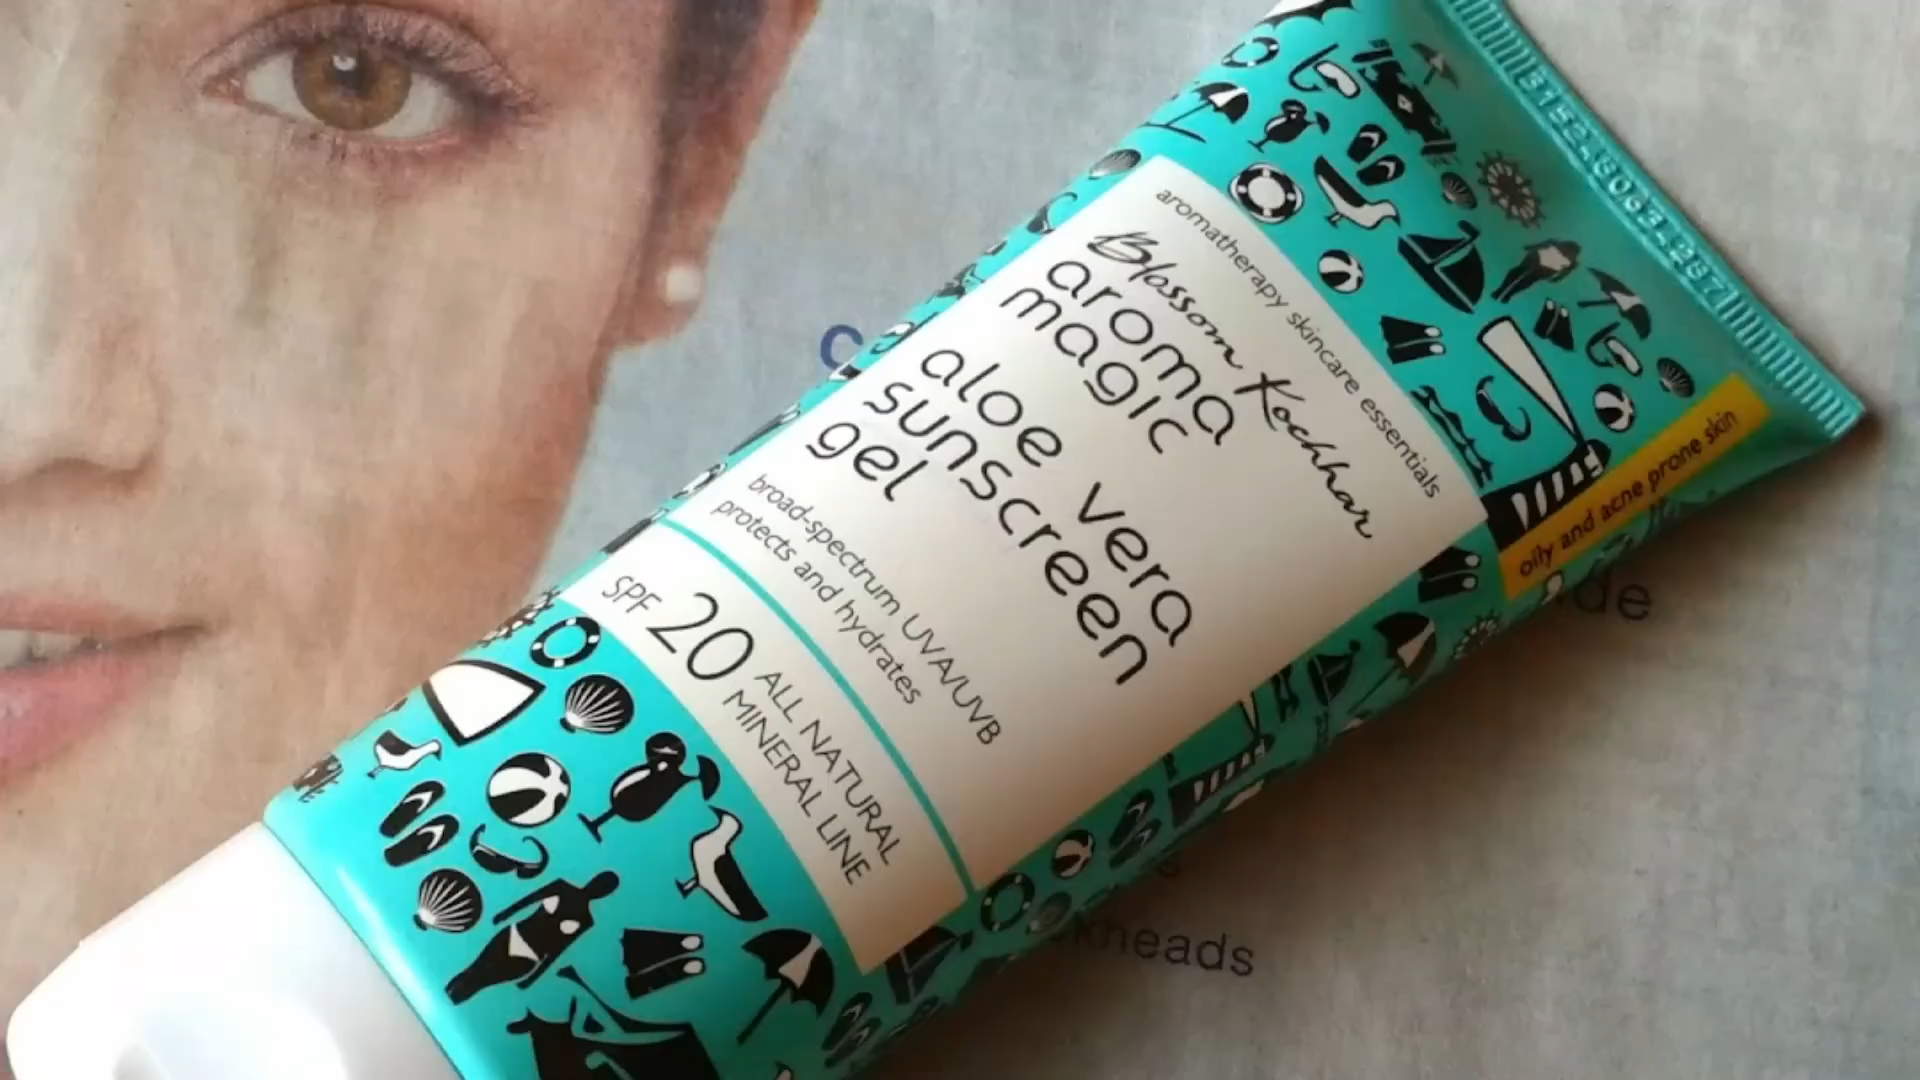 aromatherapy skincare essentials
Blossom Kochhar
aroma
magic
aloe vera
sunscreen
gel
broad-spectrum UVA/UVB
protects and hydrates
SPF 20
ALL NATURAL
MINERAL LINE
oily and acne prone skin